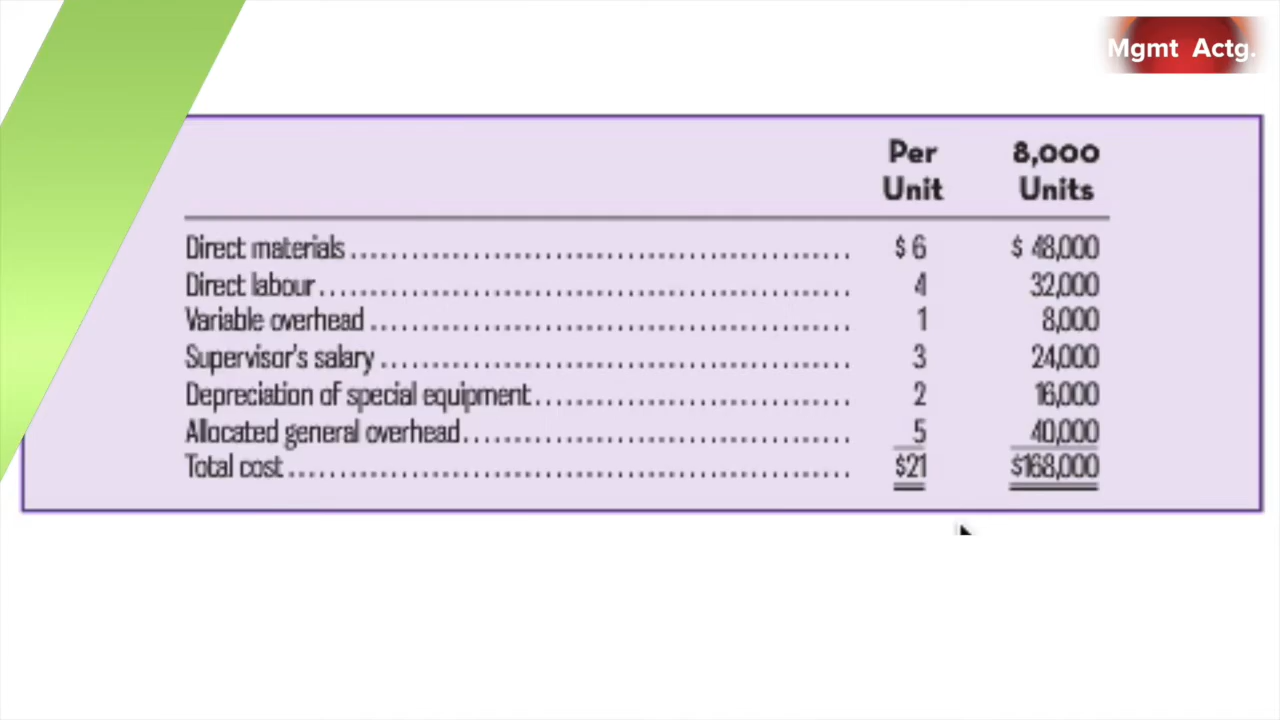 Mgmt Actg.
Per 8,000
Unit Units
Direct materials ................................................. $ 6 $ 48,000
Direct labour .................................................... 4 32,000
Variable overhead ............................................... 1 8,000
Supervisor's salary .............................................. 3 24,000
Depreciation of special equipment ............................... 2 16,000
Allocated general overhead ...................................... 5 40,000
Total cost ....................................................... $21 $168,000